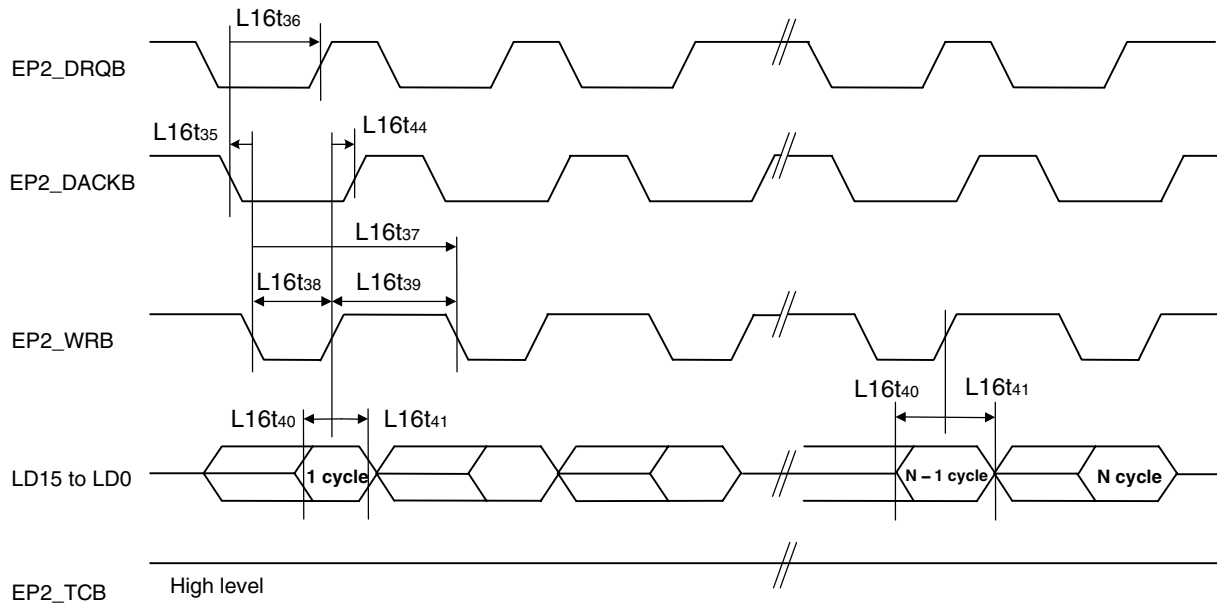 L16t36
EP2_DRQB
L16t35
L16t44
EP2_DACKB
L16t37
L16t38
L16t39
EP2_WRB
L16t40
L16t41
L16t40
L16t41
LD15 to LD0
1 cycle
N – 1 cycle
N cycle
EP2_TCB
High level